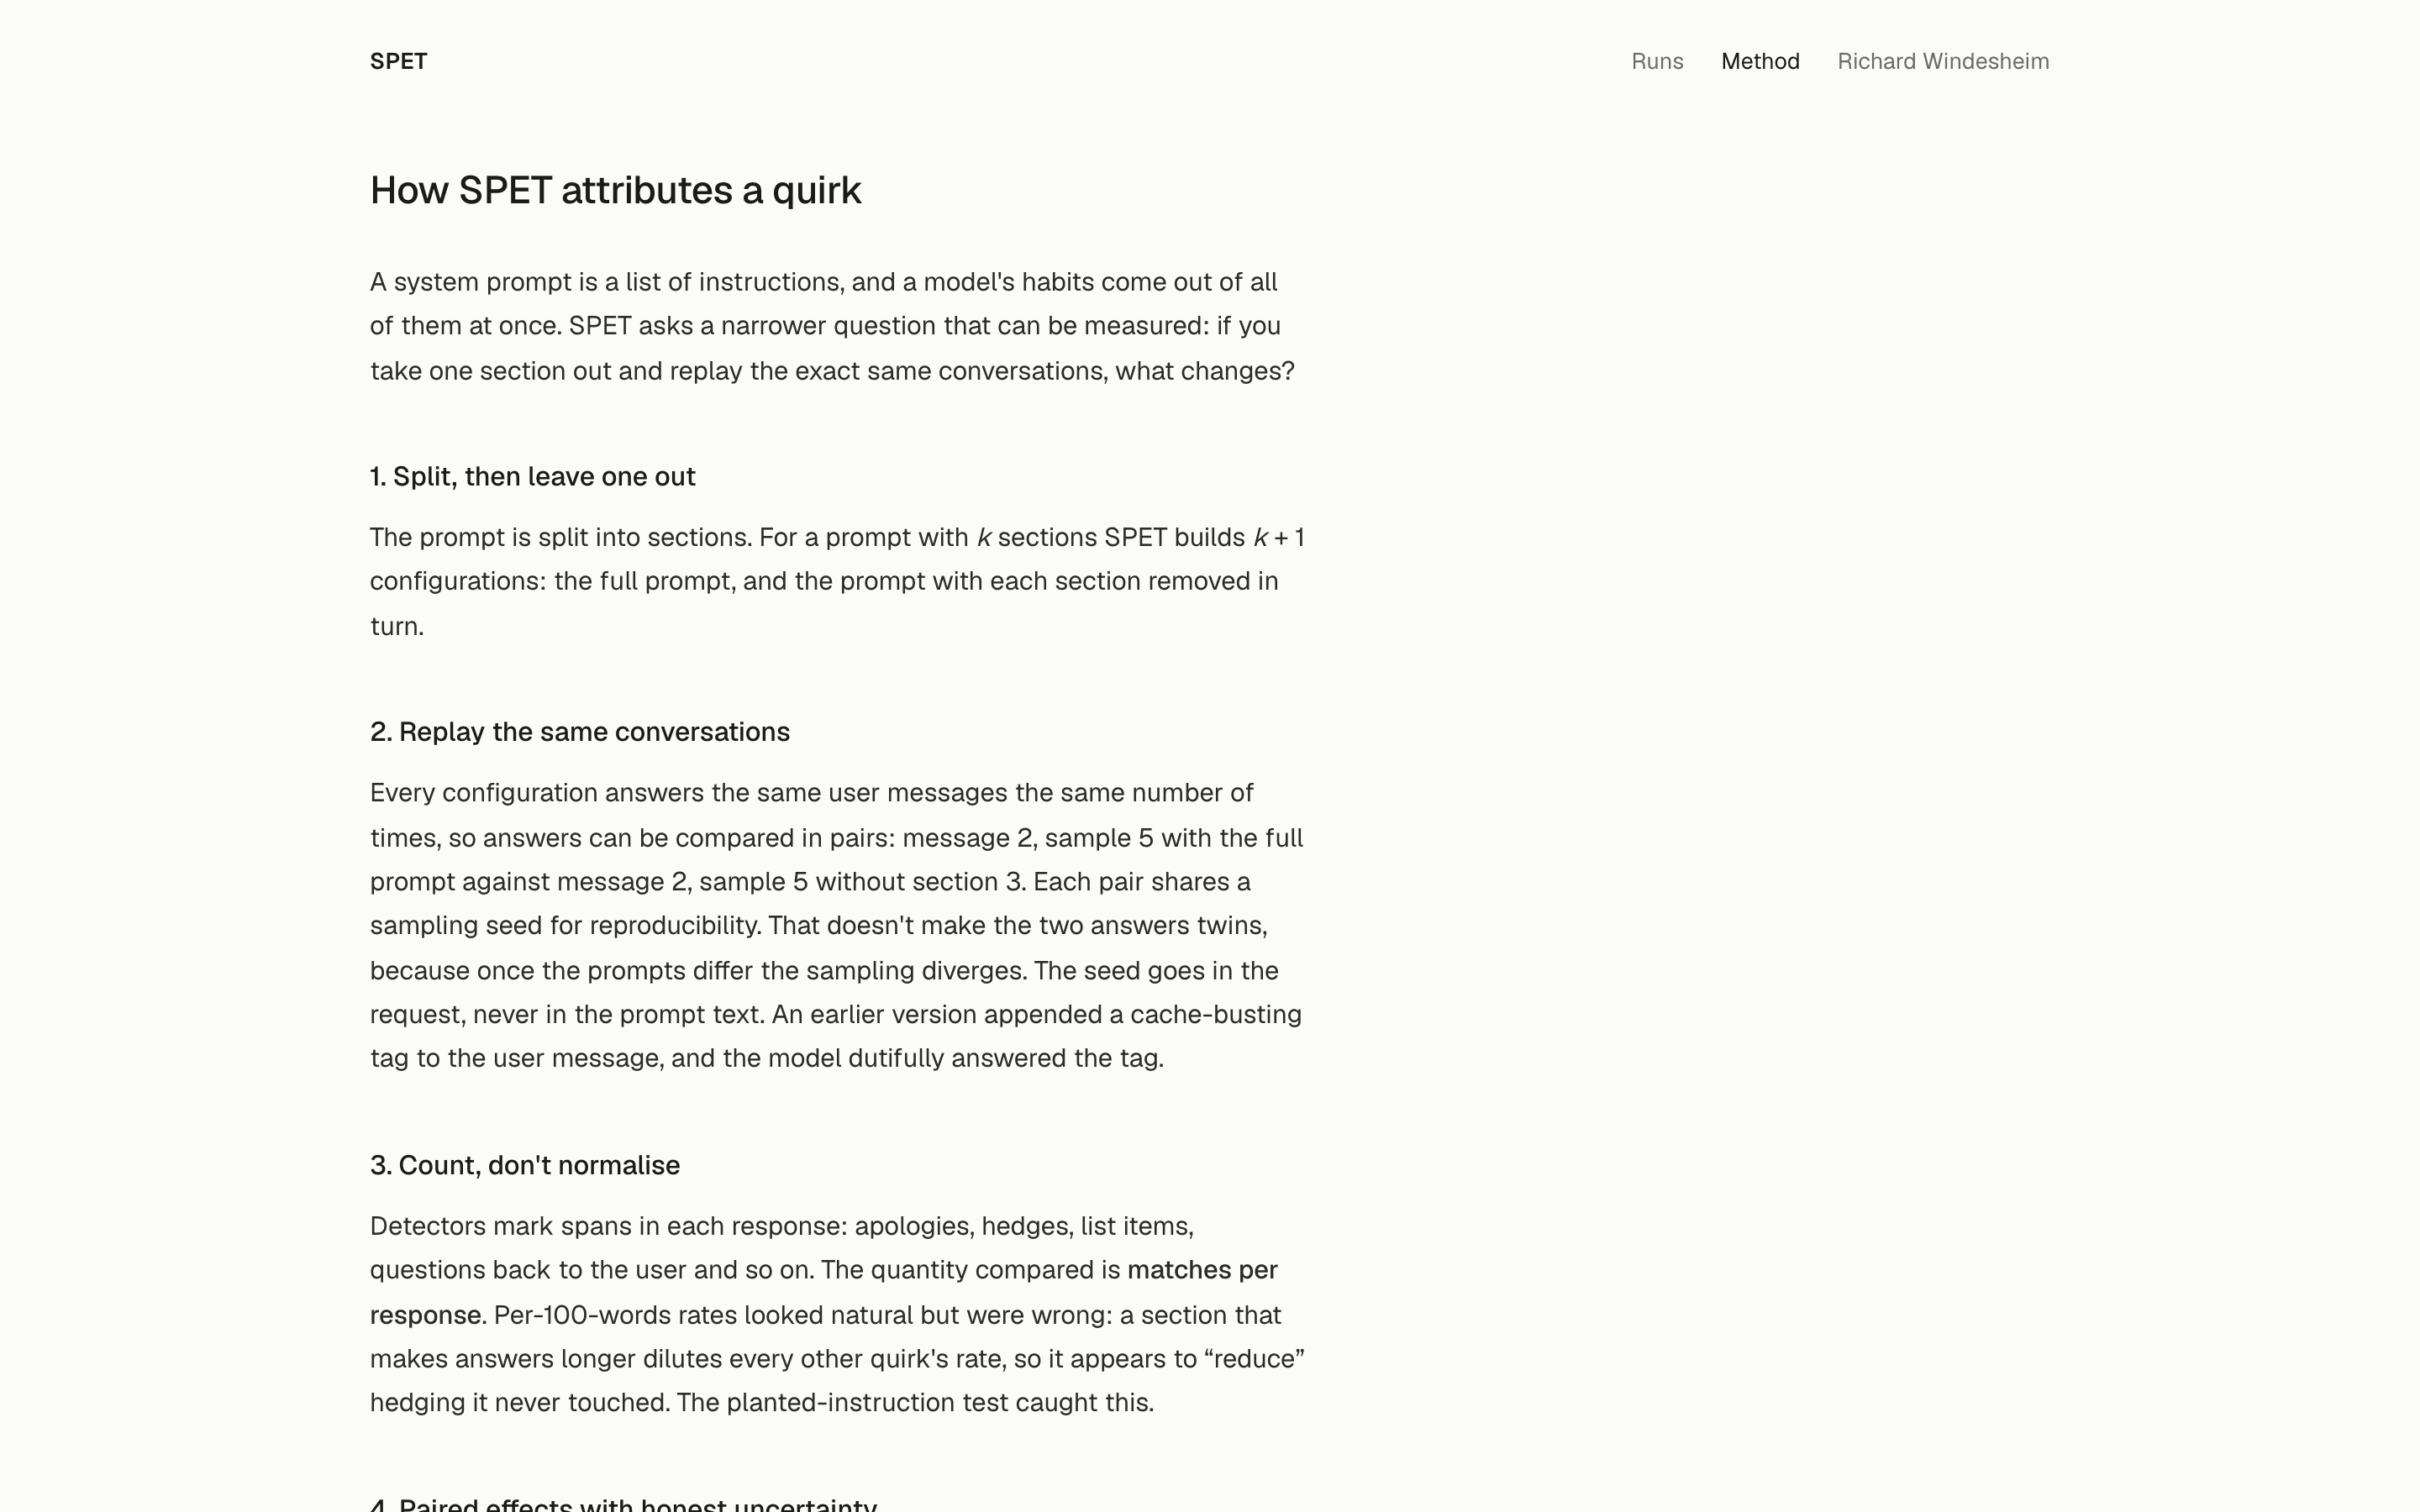 SPET
Runs Method Richard Windesheim
How SPET attributes a quirk
A system prompt is a list of instructions, and a model's habits come out of all
of them at once. SPET asks a narrower question that can be measured: if you
take one section out and replay the exact same conversations, what changes?
1. Split, then leave one out
The prompt is split into sections. For a prompt with k sections SPET builds k + 1
configurations: the full prompt, and the prompt with each section removed in
turn.
2. Replay the same conversations
Every configuration answers the same user messages the same number of
times, so answers can be compared in pairs: message 2, sample 5 with the full
prompt against message 2, sample 5 without section 3. Each pair shares a
sampling seed for reproducibility. That doesn't make the two answers twins,
because once the prompts differ the sampling diverges. The seed goes in the
request, never in the prompt text. An earlier version appended a cache-busting
tag to the user message, and the model dutifully answered the tag.
3. Count, don't normalise
Detectors mark spans in each response: apologies, hedges, list items,
questions back to the user and so on. The quantity compared is matches per
response. Per-100-words rates looked natural but were wrong: a section that
makes answers longer dilutes every other quirk's rate, so it appears to “reduce”
hedging it never touched. The planted-instruction test caught this.
4. Paired effects with honest uncertainty